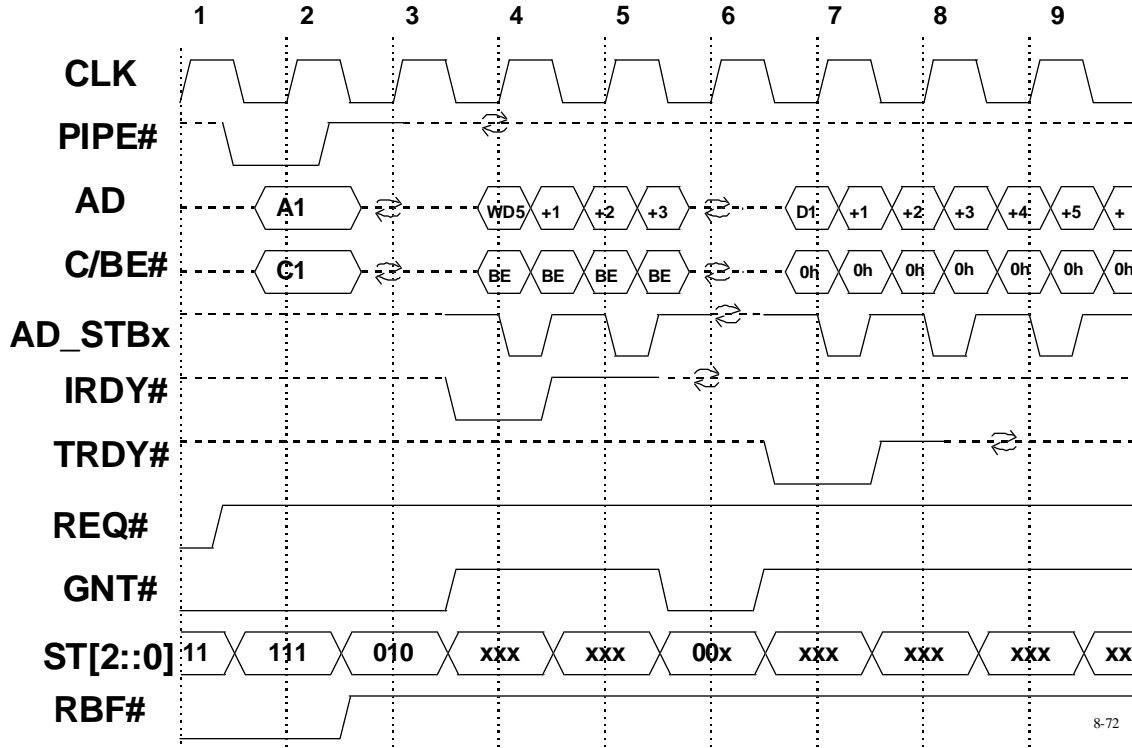 1 2 3 4 5 6 7 8 9
CLK
PIPE#
AD A1 WD5 +1 +2 +3 D1 +1 +2 +3 +4 +5 +
C/BE# C1 BE BE BE BE 0h 0h 0h 0h 0h 0h 0h
AD_STBx
IRDY#
TRDY#
REQ#
GNT#
ST[2::0] 11 111 010 xxx xxx 00x xxx xxx xxx xx
RBF#
8-72